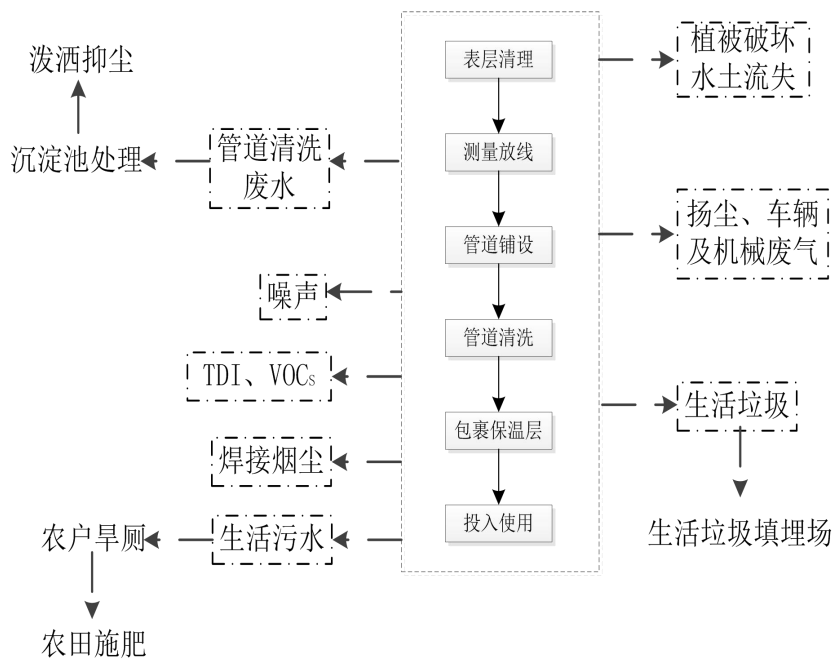 泼洒抑尘
沉淀池处理
管道清洗
废水
噪声
TDI、VOCs
焊接烟尘
生活污水
农户旱厕
农田施肥
表层清理
测量放线
管道铺设
管道清洗
包裹保温层
投入使用
植被破坏
水土流失
扬尘、车辆
及机械废气
生活垃圾
生活垃圾填埋场